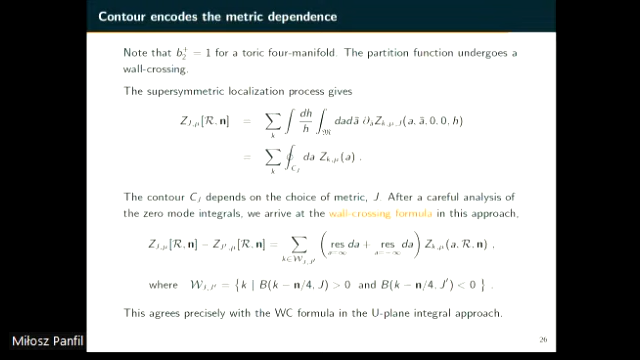 Contour encodes the metric dependence
Note that b₂⁺ = 1 for a toric four-manifold. The partition function undergoes a
wall-crossing.
The supersymmetric localization process gives
Z_{J,μ}[R, n] = ∑_k ∫ dh/h ∫_𝔐 da dā ∂_ā Z_{k,μ,J}(a, ā, 0, 0, h)
= ∑_k ∮_{C_J} da Z_{k,μ}(a) .
The contour C_J depends on the choice of metric, J. After a careful analysis of
the zero mode integrals, we arrive at the wall-crossing formula in this approach,
Z_{J,μ}[R, n] − Z_{J′,μ}[R, n] = ∑_{k∈W_{J,J′}} ( res_{a=∞} da + res_{a=−∞} da ) Z_{k,μ}(a, R, n) ,
where W_{J,J′} = { k | B(k − n/4, J) > 0 and B(k − n/4, J′) < 0 } .
This agrees precisely with the WC formula in the U-plane integral approach.
Miłosz Panfil
26